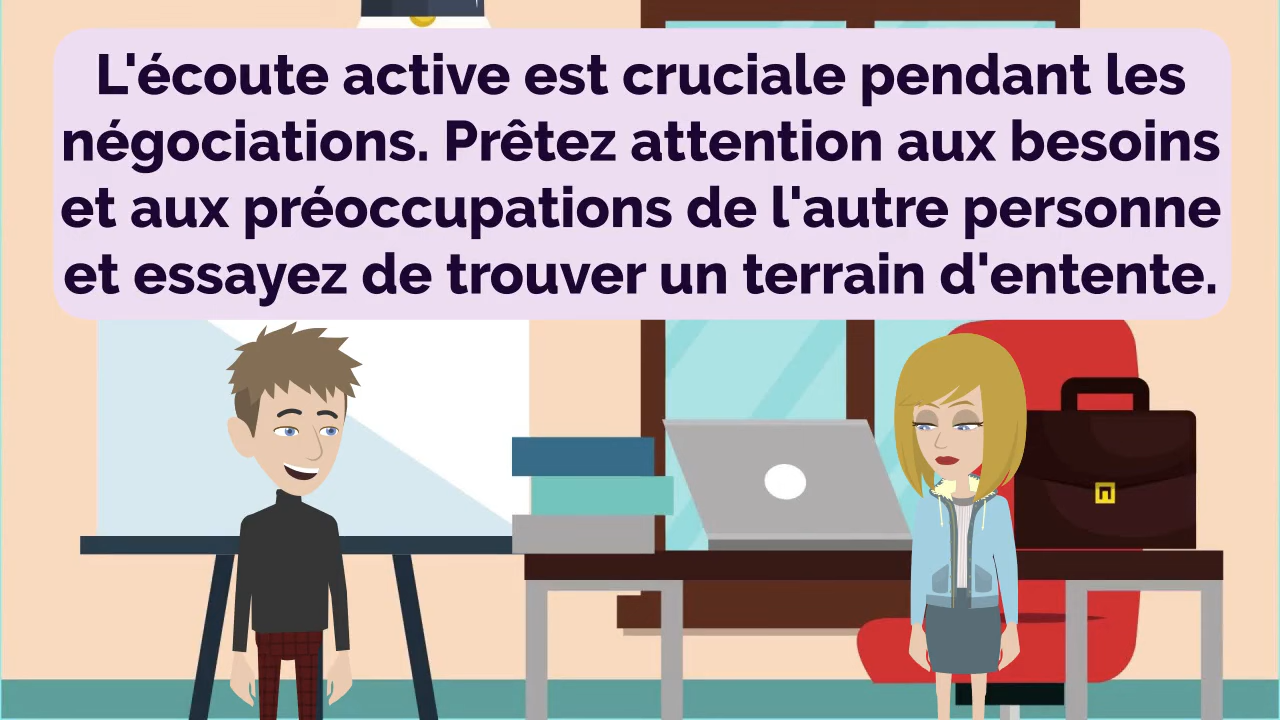 L'écoute active est cruciale pendant les
négociations. Prêtez attention aux besoins
et aux préoccupations de l'autre personne
et essayez de trouver un terrain d'entente.